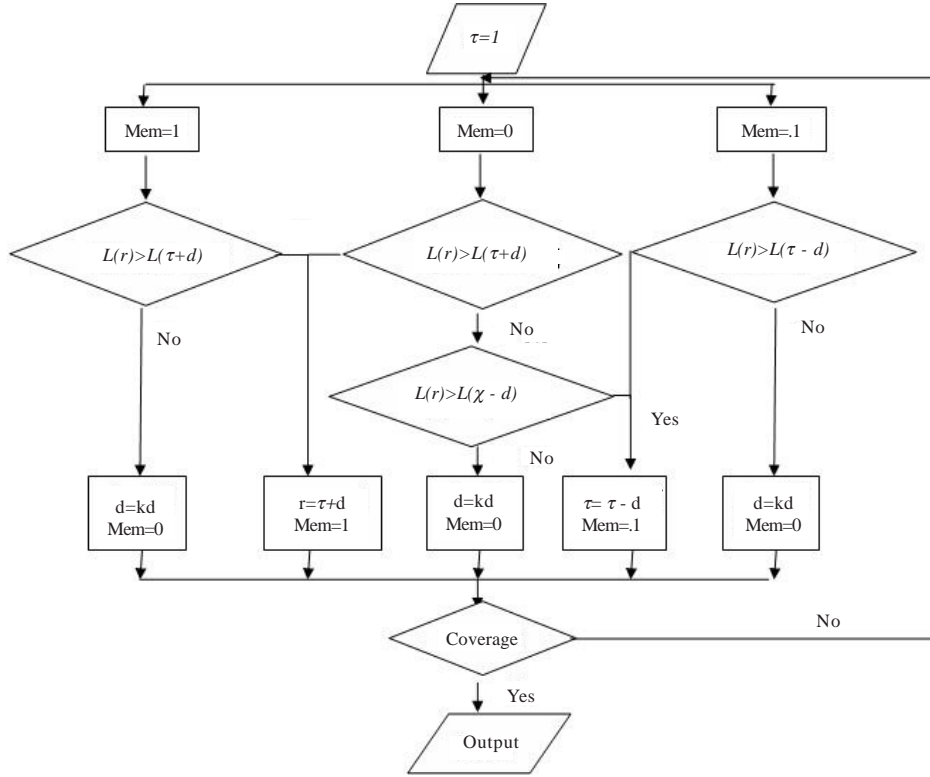 τ=1
Mem=1
Mem=0
Mem=.1
L(r)>L(τ+d)
L(r)>L(τ+d)
L(r)>L(τ - d)
No
No
No
L(r)>L(χ - d)
Yes
No
d=kd
Mem=0
r=τ+d
Mem=1
d=kd
Mem=0
τ= τ - d
Mem=.1
d=kd
Mem=0
Coverage
No
Yes
Output